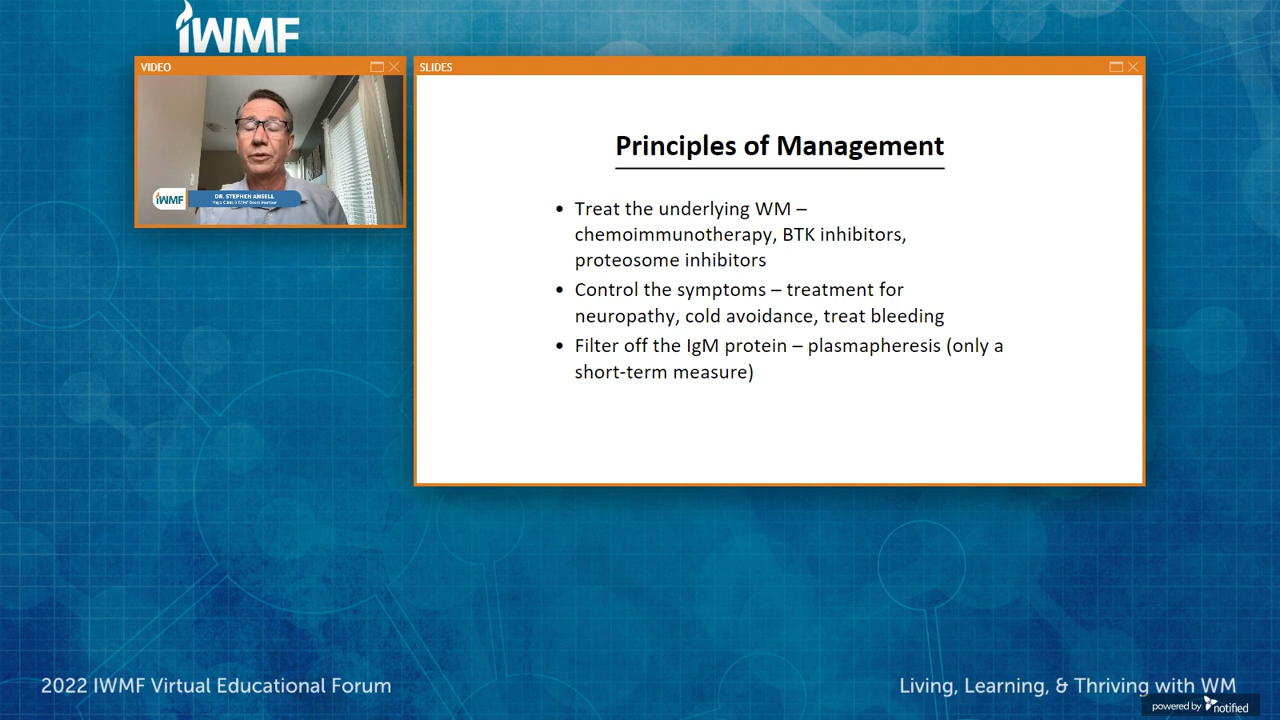 IWMF
VIDEO
SLIDES
IWMF
DR. STEPHEN ANSELL
Principles of Management
• Treat the underlying WM –
chemoimmunotherapy, BTK inhibitors,
proteosome inhibitors
• Control the symptoms – treatment for
neuropathy, cold avoidance, treat bleeding
• Filter off the IgM protein – plasmapheresis (only a
short-term measure)
2022 IWMF Virtual Educational Forum
Living, Learning, & Thriving with WM
powered by notified